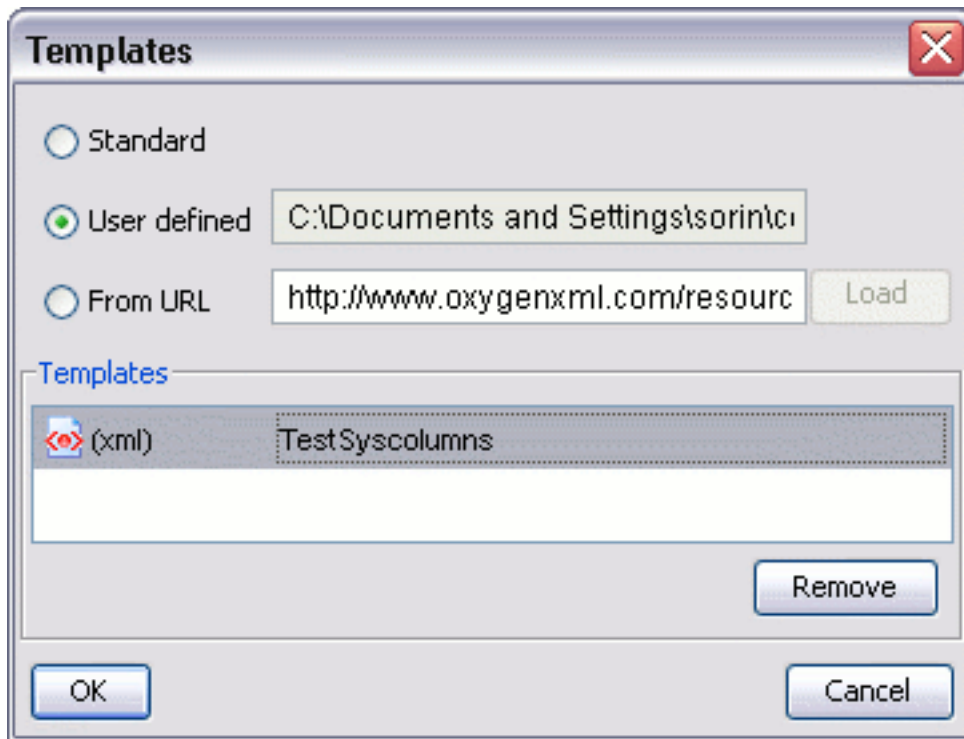 Templates
Standard
User defined C:\Documents and Settings\sorin\
From URL http://www.oxygenxml.com/resourc Load
Templates
(xml) TestSyscolumns
Remove
OK Cancel